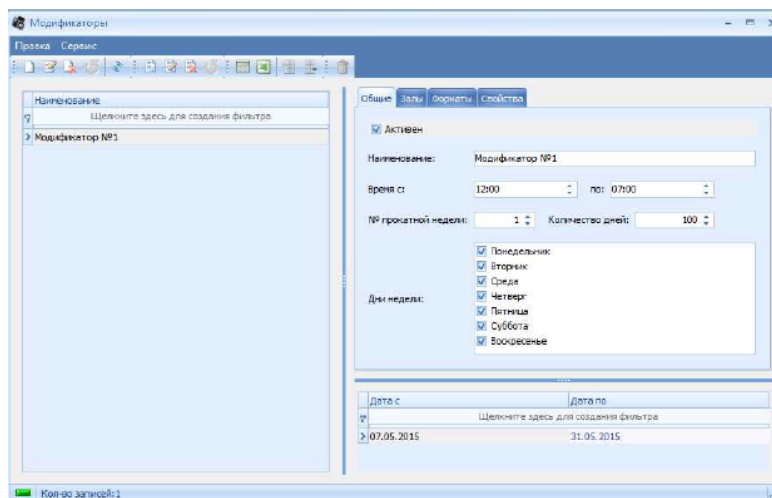 Модификаторы
Правка Сервис
Наименование
Щелкните здесь для создания фильтра
Модификатор №1
Общие Залы Форматы Свойства
Активен
Наименование: Модификатор №1
Время с: 12:00 по: 07:00
№ прокатной недели: 1 Количество дней: 100
Дни недели:
Понедельник
Вторник
Среда
Четверг
Пятница
Суббота
Воскресенье
Дата с Дата по
Щелкните здесь для создания фильтра
07.05.2015 31.05.2015
Кол-во записей: 1